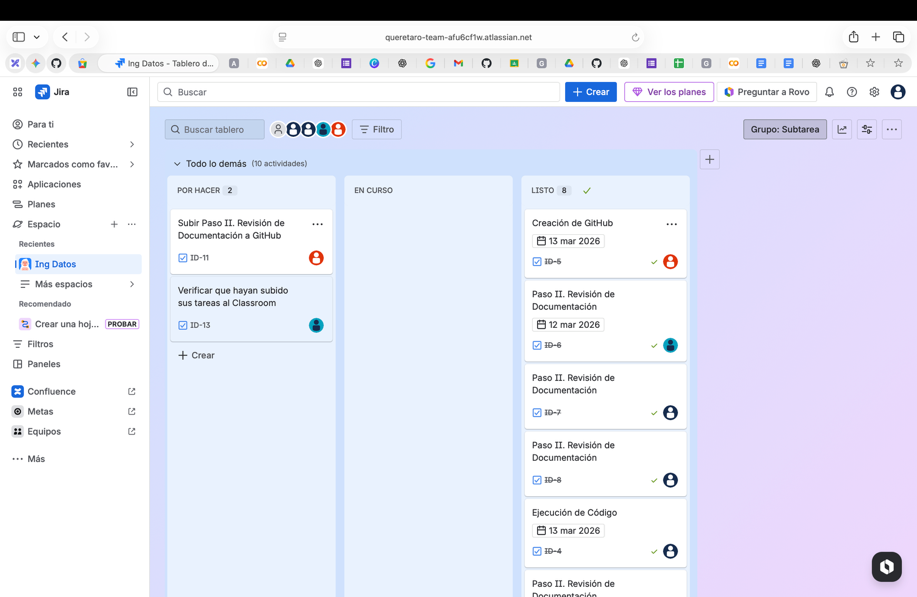 queretaro-team-afu6cf1w.atlassian.net
Ing Datos - Tablero d...
Jira
Buscar
Crear
Ver los planes
Preguntar a Rovo
Para ti
Recientes
Marcados como fav...
Aplicaciones
Planes
Espacio
Recientes
Ing Datos
Más espacios
Recomendado
Crear una hoj...
PROBAR
Filtros
Paneles
Confluence
Metas
Equipos
Más
Buscar tablero
Filtro
Grupo: Subtarea
Todo lo demás (10 actividades)
POR HACER 2
Subir Paso II. Revisión de
Documentación a GitHub
ID-11
Verificar que hayan subido
sus tareas al Classroom
ID-13
Crear
EN CURSO
LISTO 8
Creación de GitHub
13 mar 2026
ID-5
Paso II. Revisión de
Documentación
12 mar 2026
ID-6
Paso II. Revisión de
Documentación
ID-7
Paso II. Revisión de
Documentación
ID-8
Ejecución de Código
13 mar 2026
ID-4
Paso II. Revisión de
Documentación